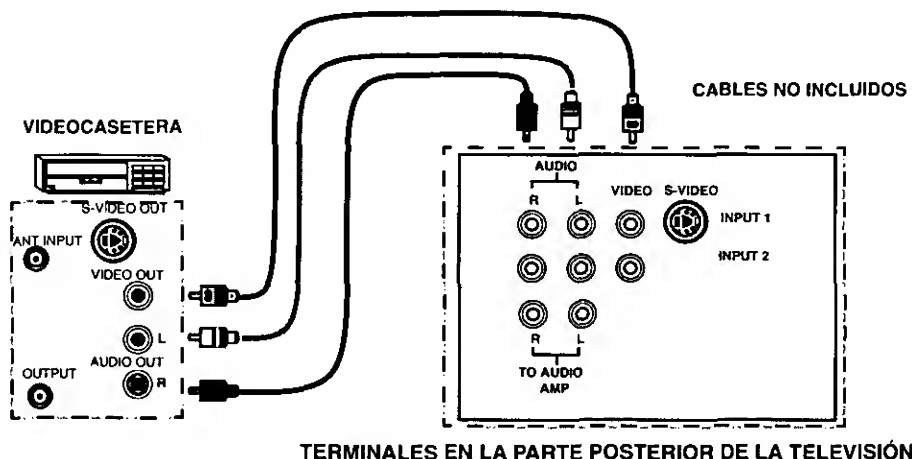 CABLES NO INCLUIDOS
VIDEOCASETERA
S-VIDEO OUT
ANT INPUT
VIDEO OUT
L
AUDIO OUT
R
OUTPUT
AUDIO
R L VIDEO S-VIDEO
INPUT 1
INPUT 2
R L
TO AUDIO
AMP
TERMINALES EN LA PARTE POSTERIOR DE LA TELEVISIÓN